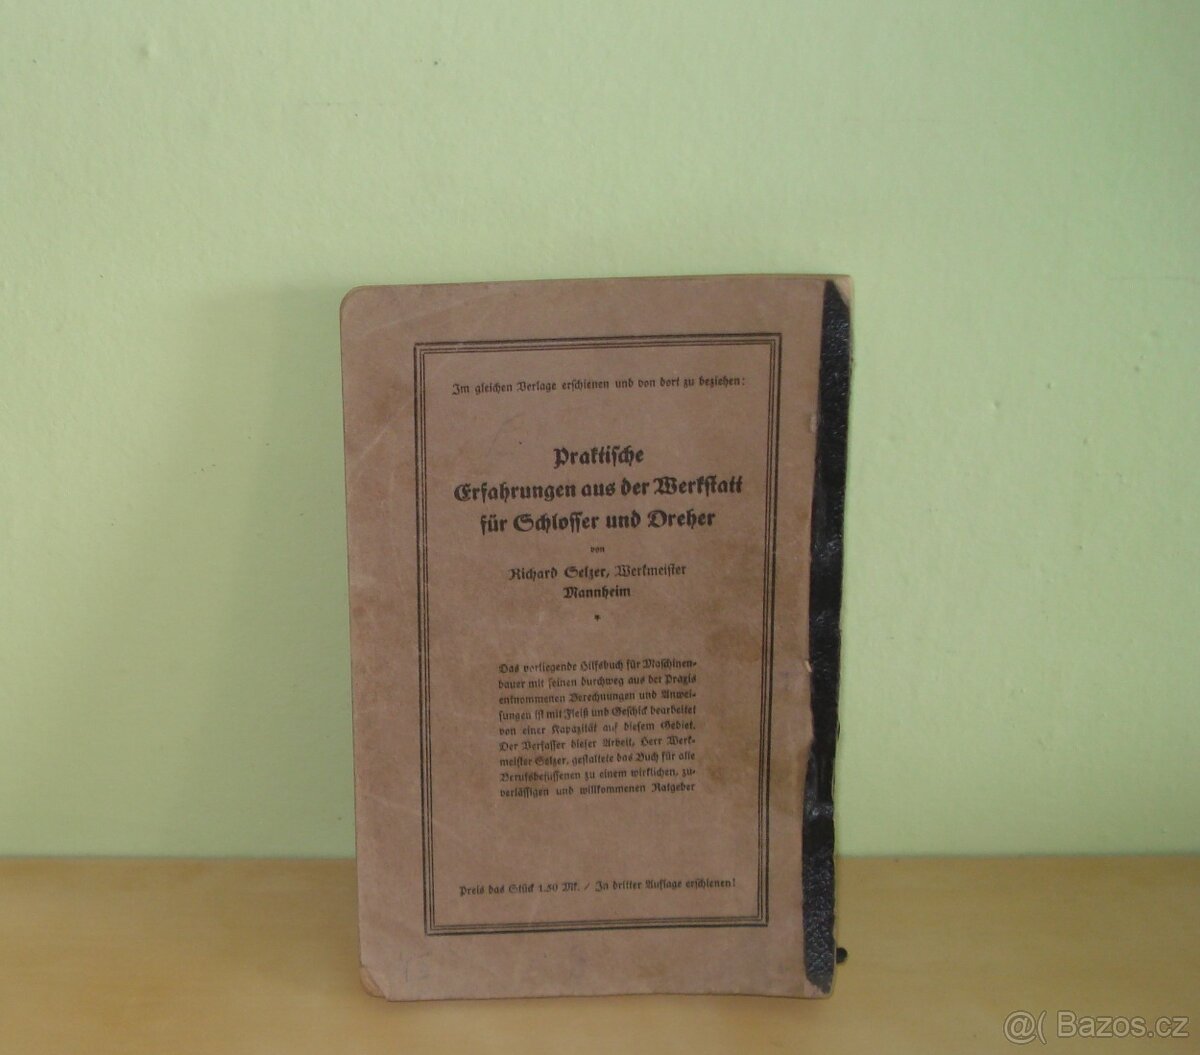 Im gleichen Verlage erschienen und von dort zu beziehen:
Praktische
Erfahrungen aus der Werkstatt
für Schlosser und Dreher
von
Richard Selzer, Werkmeister
Mannheim
*
Das vorliegende Hilfsbuch für Maschinen-
bauer mit seinen durchweg aus der Praxis
entnommenen Berechnungen und Anwei-
sungen ist mit Fleiß und Geschick bearbeitet
von einer Kapazität auf diesem Gebiet.
Der Verfasser dieser Arbeit, Herr Werk-
meister Selzer, gestaltete das Buch für alle
Berufsbeflissenen zu einem wirklichen, zu-
verlässigen und willkommenen Ratgeber
Preis das Stück 1.50 Mk. / In dritter Auflage erschienen!
@( Bazos.cz